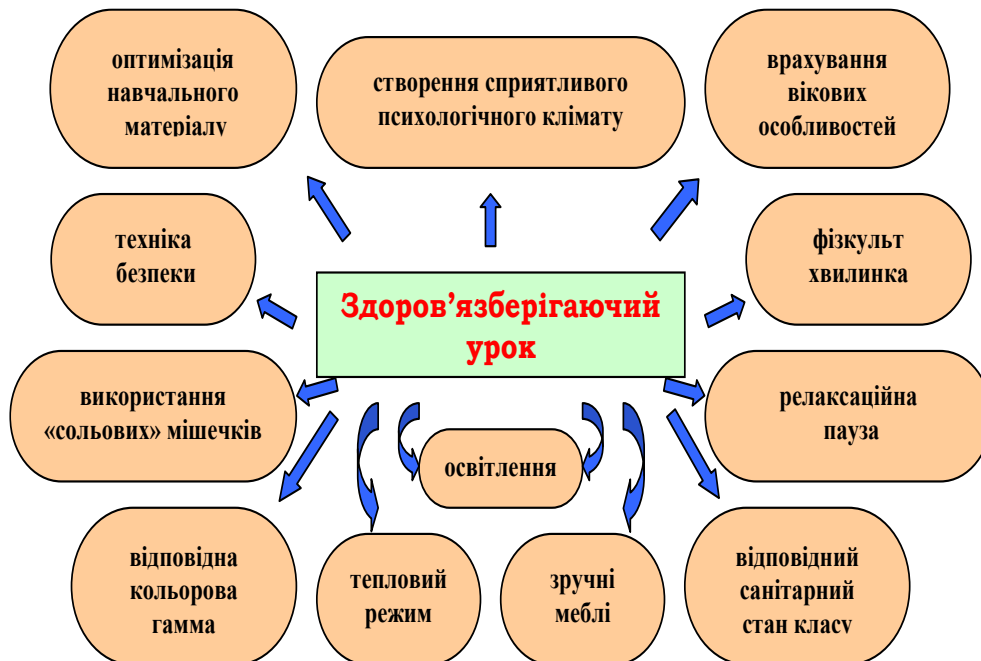 оптимізація
навчального
матеріалу
створення сприятливого
психологічного клімату
врахування
вікових
особливостей
техніка
безпеки
фізкульт
хвилинка
Здоров’язберігаючий
урок
використання
«сольових» мішечків
релаксаційна
пауза
освітлення
відповідна
кольорова
гамма
тепловий
режим
зручні
меблі
відповідний
санітарний
стан класу